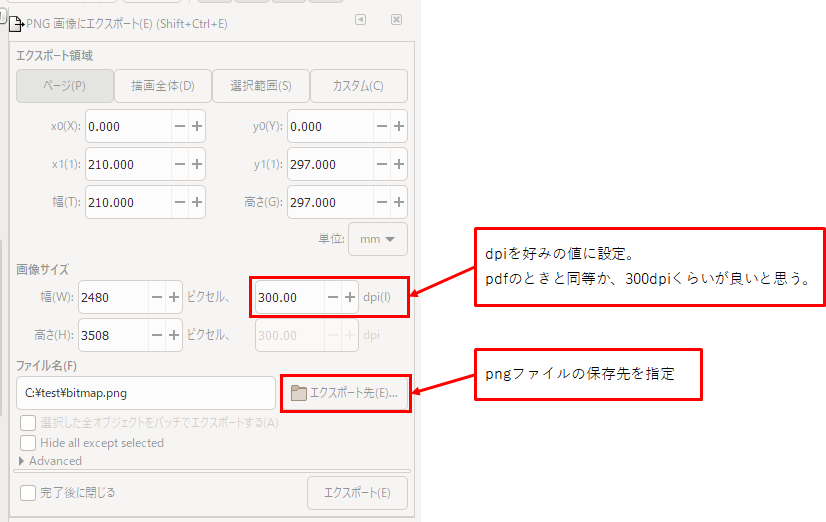 PNG 画像にエクスポート(E) (Shift+Ctrl+E)
エクスポート領域
ページ(P) 描画全体(D) 選択範囲(S) カスタム(C)
x0(X): 0.000 y0(Y): 0.000
x1(1): 210.000 y1(1): 297.000
幅(T): 210.000 高さ(G): 297.000
単位: mm
画像サイズ
幅(W): 2480 ピクセル、 300.00 dpi(I)
高さ(H): 3508 ピクセル、 300.00 dpi
ファイル名(F)
C:¥test¥bitmap.png エクスポート先(E)...
選択した全オブジェクトをバッチでエクスポートする(A)
Hide all except selected
Advanced
完了後に閉じる エクスポート(E)
dpiを好みの値に設定。
pdfのときと同等か、300dpiくらいが良いと思う。
pngファイルの保存先を指定